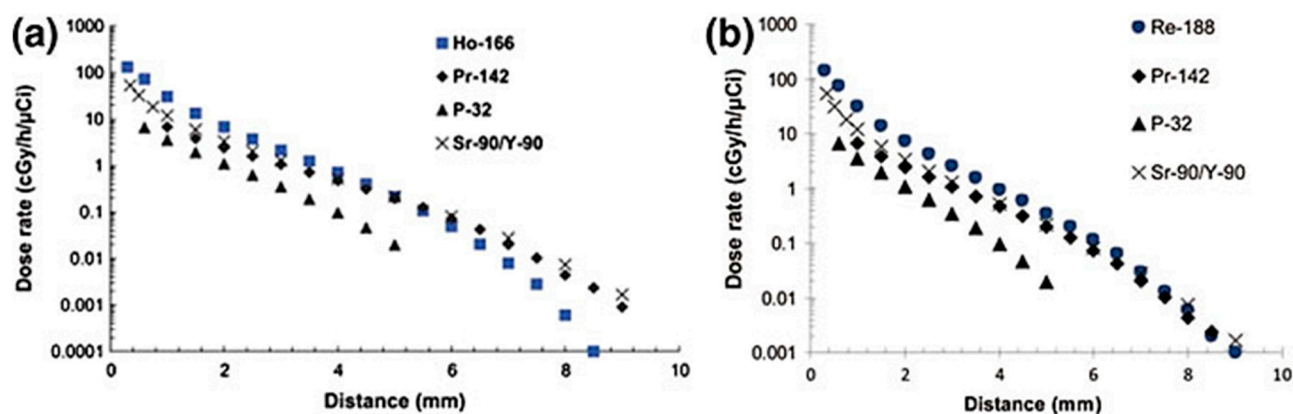 (a)
Dose rate (cGy/h/μCi)
1000
100
10
1
0.1
0.01
0.001
0.0001
0
2
4
6
8
10
Distance (mm)
Ho-166
Pr-142
P-32
Sr-90/Y-90
(b)
Dose rate (cGy/h/μCi)
1000
100
10
1
0.1
0.01
0.001
0
2
4
6
8
10
Distance (mm)
Re-188
Pr-142
P-32
Sr-90/Y-90